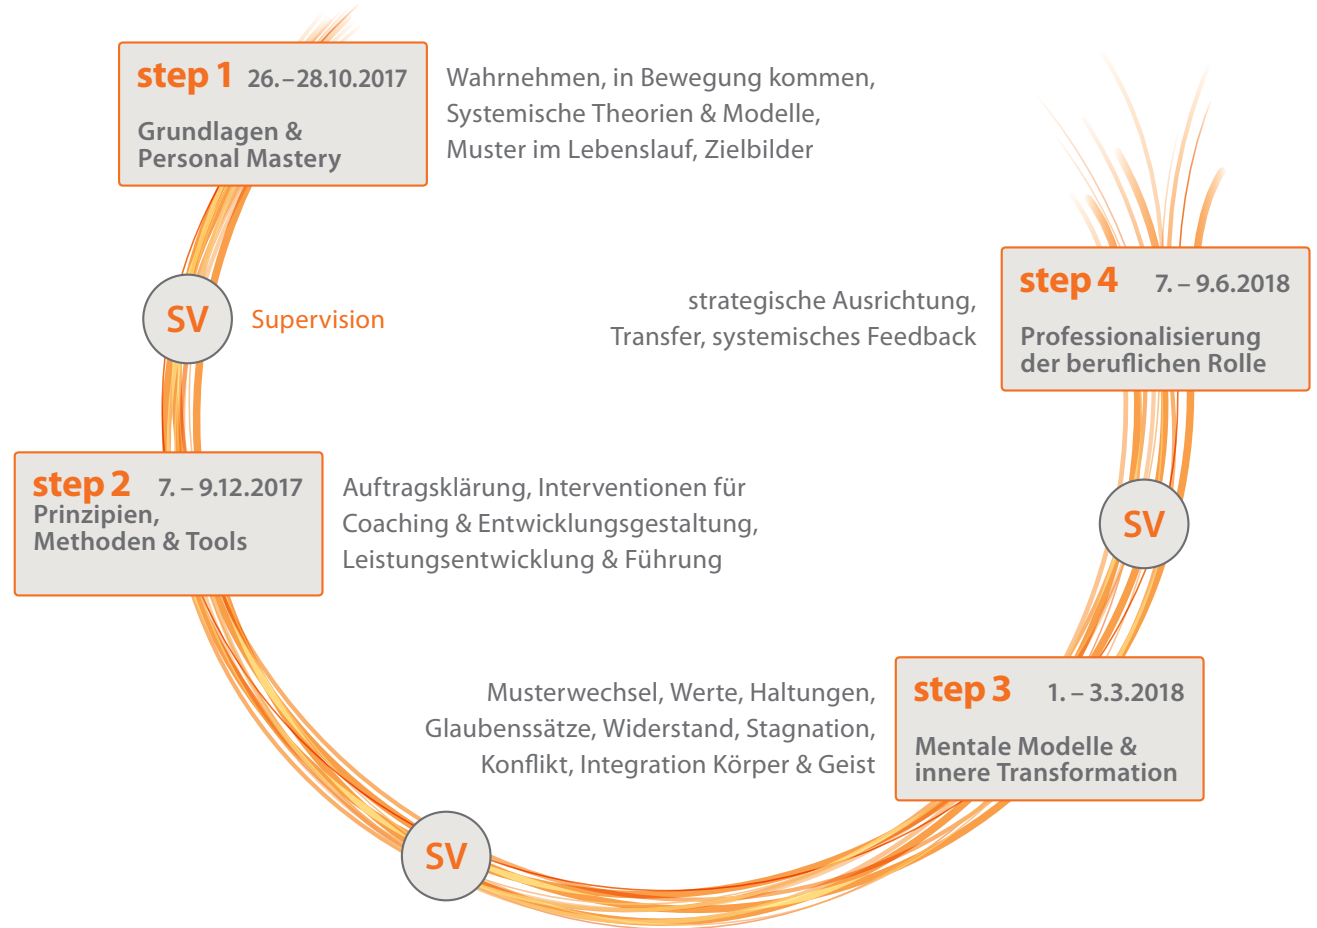 step 1 26. – 28.10.2017
Grundlagen &
Personal Mastery
Wahrnehmen, in Bewegung kommen,
Systemische Theorien & Modelle,
Muster im Lebenslauf, Zielbilder
SV Supervision
step 2 7. – 9.12.2017
Prinzipien,
Methoden & Tools
Auftragsklärung, Interventionen für
Coaching & Entwicklungsgestaltung,
Leistungsentwicklung & Führung
SV
step 3 1. – 3.3.2018
Mentale Modelle &
innere Transformation
Musterwechsel, Werte, Haltungen,
Glaubenssätze, Widerstand, Stagnation,
Konflikt, Integration Körper & Geist
SV
step 4 7. – 9.6.2018
Professionalisierung
der beruflichen Rolle
strategische Ausrichtung,
Transfer, systemisches Feedback